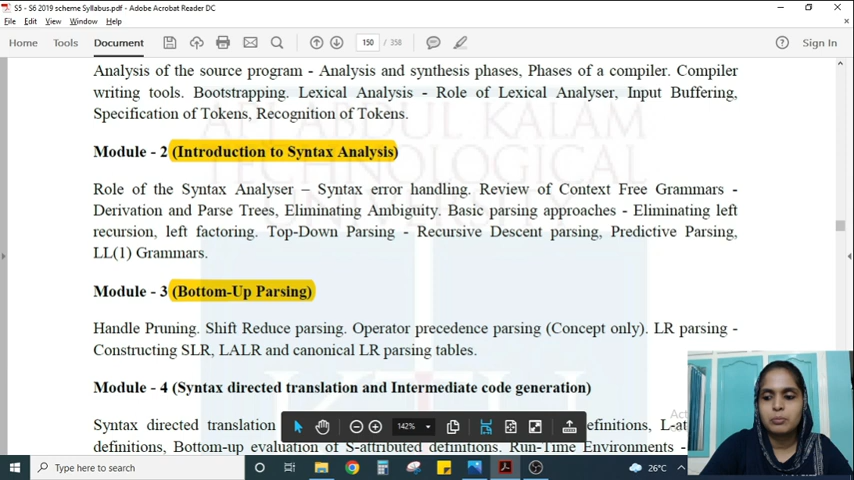 S5 - S6 2019 scheme Syllabus.pdf - Adobe Acrobat Reader DC
File Edit View Window Help
Home Tools Document 150 / 358 Sign In
Analysis of the source program - Analysis and synthesis phases, Phases of a compiler. Compiler
writing tools. Bootstrapping. Lexical Analysis - Role of Lexical Analyser, Input Buffering,
Specification of Tokens, Recognition of Tokens.
API ABDUL KALAM
TECHNOLOGICAL
Module - 2 (Introduction to Syntax Analysis)
Role of the Syntax Analyser – Syntax error handling. Review of Context Free Grammars -
Derivation and Parse Trees, Eliminating Ambiguity. Basic parsing approaches - Eliminating left
recursion, left factoring. Top-Down Parsing - Recursive Descent parsing, Predictive Parsing,
LL(1) Grammars.
Module - 3 (Bottom-Up Parsing)
Handle Pruning. Shift Reduce parsing. Operator precedence parsing (Concept only). LR parsing -
Constructing SLR, LALR and canonical LR parsing tables.
Module - 4 (Syntax directed translation and Intermediate code generation)
Syntax directed translation
definitions, Bottom-up evaluation of S-attributed definitions. Run-Time Environments -
142%
Type here to search
26°C